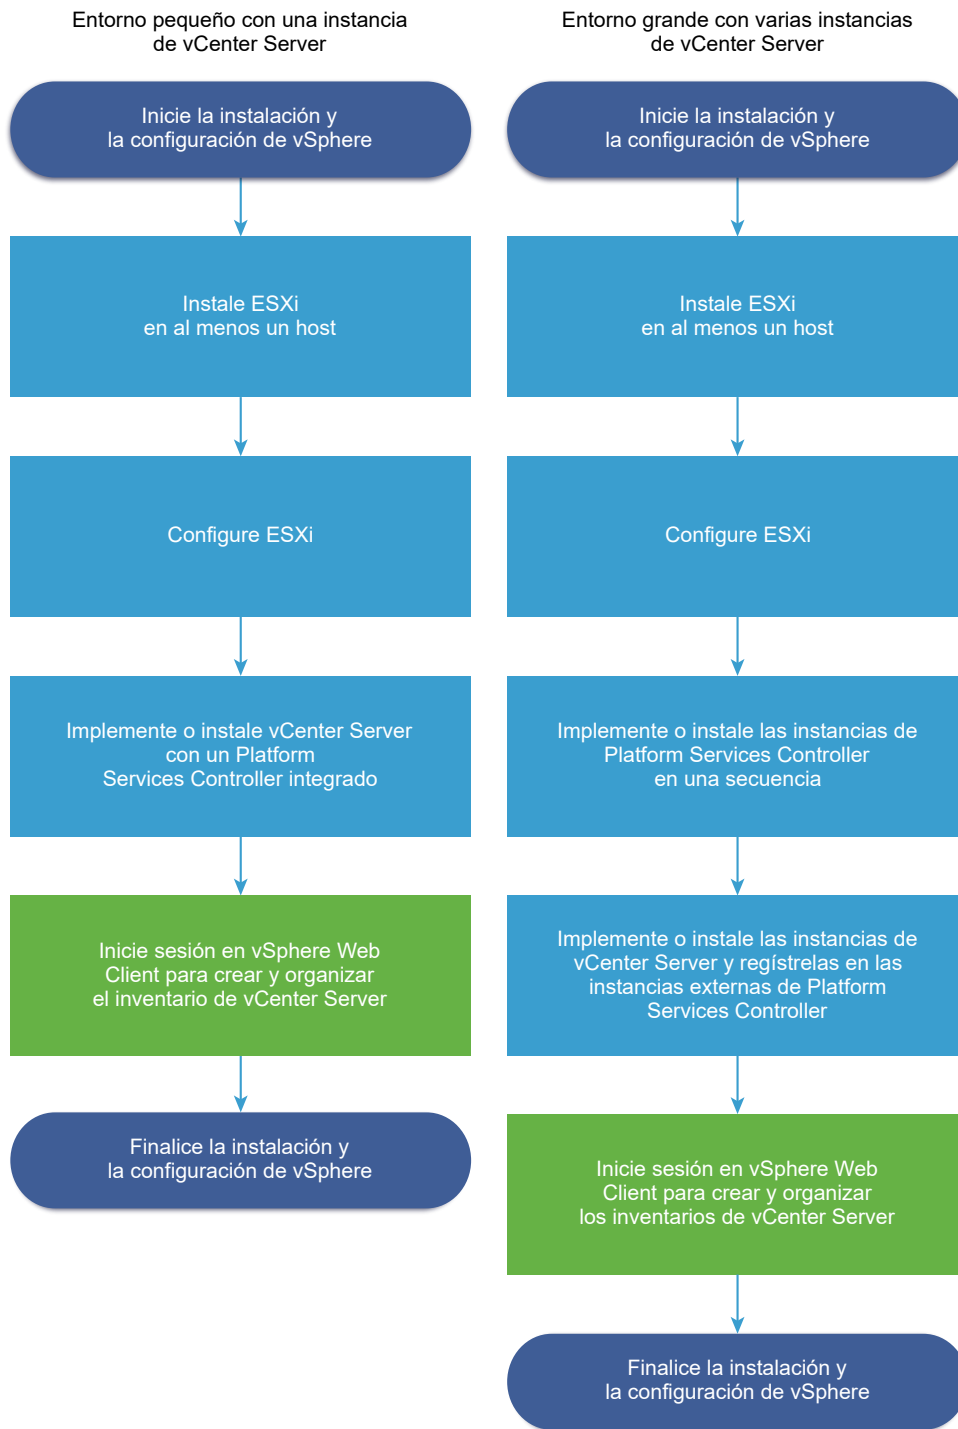 Entorno pequeño con una instancia
de vCenter Server
Inicie la instalación y
la configuración de vSphere
Instale ESXi
en al menos un host
Configure ESXi
Implemente o instale vCenter Server
con un Platform
Services Controller integrado
Inicie sesión en vSphere Web
Client para crear y organizar
el inventario de vCenter Server
Finalice la instalación y
la configuración de vSphere
Entorno grande con varias instancias
de vCenter Server
Inicie la instalación y
la configuración de vSphere
Instale ESXi
en al menos un host
Configure ESXi
Implemente o instale las instancias de
Platform Services Controller
en una secuencia
Implemente o instale las instancias de
vCenter Server y regístrelas en las
instancias externas de Platform
Services Controller
Inicie sesión en vSphere Web
Client para crear y organizar
los inventarios de vCenter Server
Finalice la instalación y
la configuración de vSphere